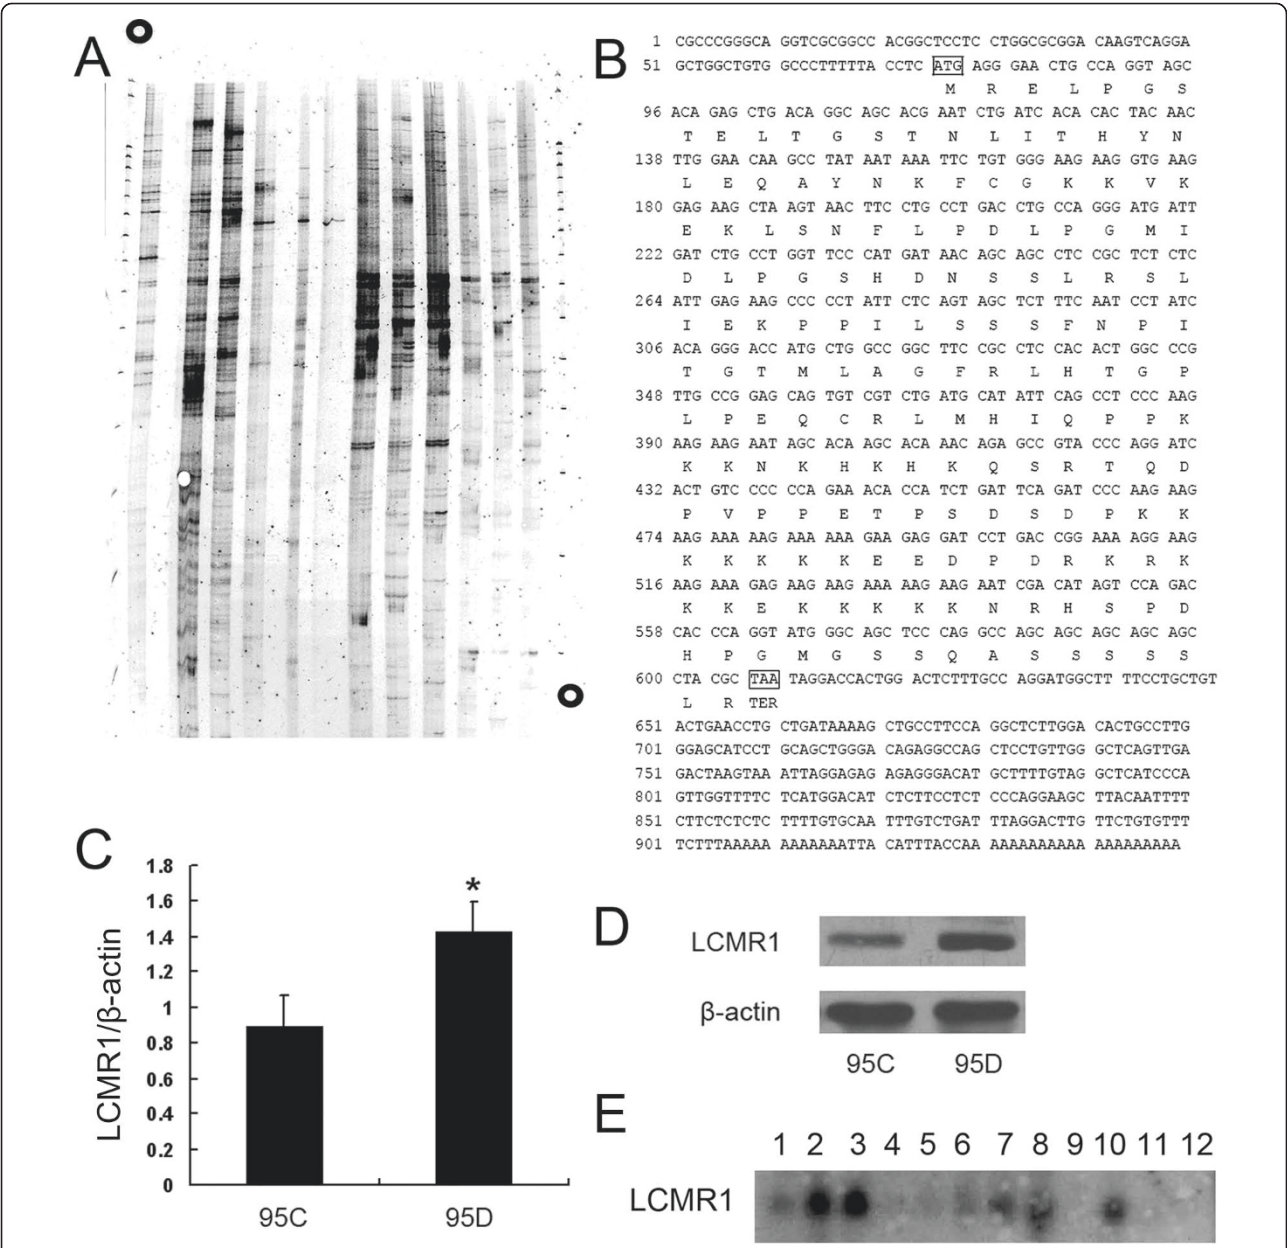 A
B
1 CGCCCGGGCA GGTCGCGGCC ACGGCTCCTC CTGGCGCGGA CAAGTCAGGA
51 GCTGGCTGTG GCCCTTTTTA CCTC ATG AGG GAA CTG CCA GGT AGC
M R E L P G S
96 ACA GAG CTG ACA GGC AGC ACG AAT CTG ATC ACA CAC TAC AAC
T E L T G S T N L I T H Y N
138 TTG GAA CAA GCC TAT AAT AAA TTC TGT GGG AAG AAG GTG AAG
L E Q A Y N K F C G K K V K
180 GAG AAG CTA AGT AAC TTC CTG CCT GAC CTG CCA GGG ATG ATT
E K L S N F L P D L P G M I
222 GAT CTG CCT GGT TCC CAT GAT AAC AGC AGC CTC CGC TCT CTC
D L P G S H D N S S L R S L
264 ATT GAG AAG CCC CCT ATT CTC AGT AGC TCT TTC AAT CCT ATC
I E K P P I L S S S F N P I
306 ACA GGG ACC ATG CTG GCC GGC TTC CGC CTC CAC ACT GGC CCG
T G T M L A G F R L H T G P
348 TTG CCG GAG CAG TGT CGT CTG ATG CAT ATT CAG CCT CCC AAG
L P E Q C R L M H I Q P P K
390 AAG AAG AAT AGC ACA AGC ACA AAC AGA GCC GTA CCC AGG ATC
K K N K H K H K Q S R T Q D
432 ACT GTC CCC CCA GAA ACA CCA TCT GAT TCA GAT CCC AAG AAG
P V P P E T P S D S D P K K
474 AAG AAA AAG AAA AAA GAA GAG GAT CCT GAC CGG AAA AGG AAG
K K K K K E E D P D R K R K
516 AAG AAA GAG AAG AAG AAA AAG AAG AAT CGA CAT AGT CCA GAC
K K E K K K K K N R H S P D
558 CAC CCA GGT ATG GGC AGC TCC CAG GCC AGC AGC AGC AGC AGC
H P G M G S S Q A S S S S S
600 CTA CGC TAA TAGGACCACTGG ACTCTTTGCC AGGATGGCTT TTCCTGCTGT
L R TER
651 ACTGAACCTG CTGATAAAAG CTGCCTTCCA GGCTCTTGGA CACTGCCTTG
701 GGAGCATCCT GCAGCTGGGA CAGAGGCCAG CTCCTGTTGG GCTCAGTTGA
751 GACTAAGTAA ATTAGGAGAG AGAGGGACAT GCTTTTGTAG GCTCATCCCA
801 GTTGGTTTTC TCATGGACAT CTCTTCCTCT CCCAGGAAGC TTACAATTTT
851 CTTCTCTCTC TTTTGTGCAA TTTGTCTGAT TTAGGACTTG TTCTGTGTTT
901 TCTTTAAAAA AAAAAAATTA CATTTACCAA AAAAAAAAAA AAAAAAAAA
C
LCMR1/β-actin
1.8
1.6
1.4
1.2
1
0.8
0.6
0.4
0.2
0
*
95C 95D
D
LCMR1
β-actin
95C 95D
E
1 2 3 4 5 6 7 8 9 10 11 12
LCMR1